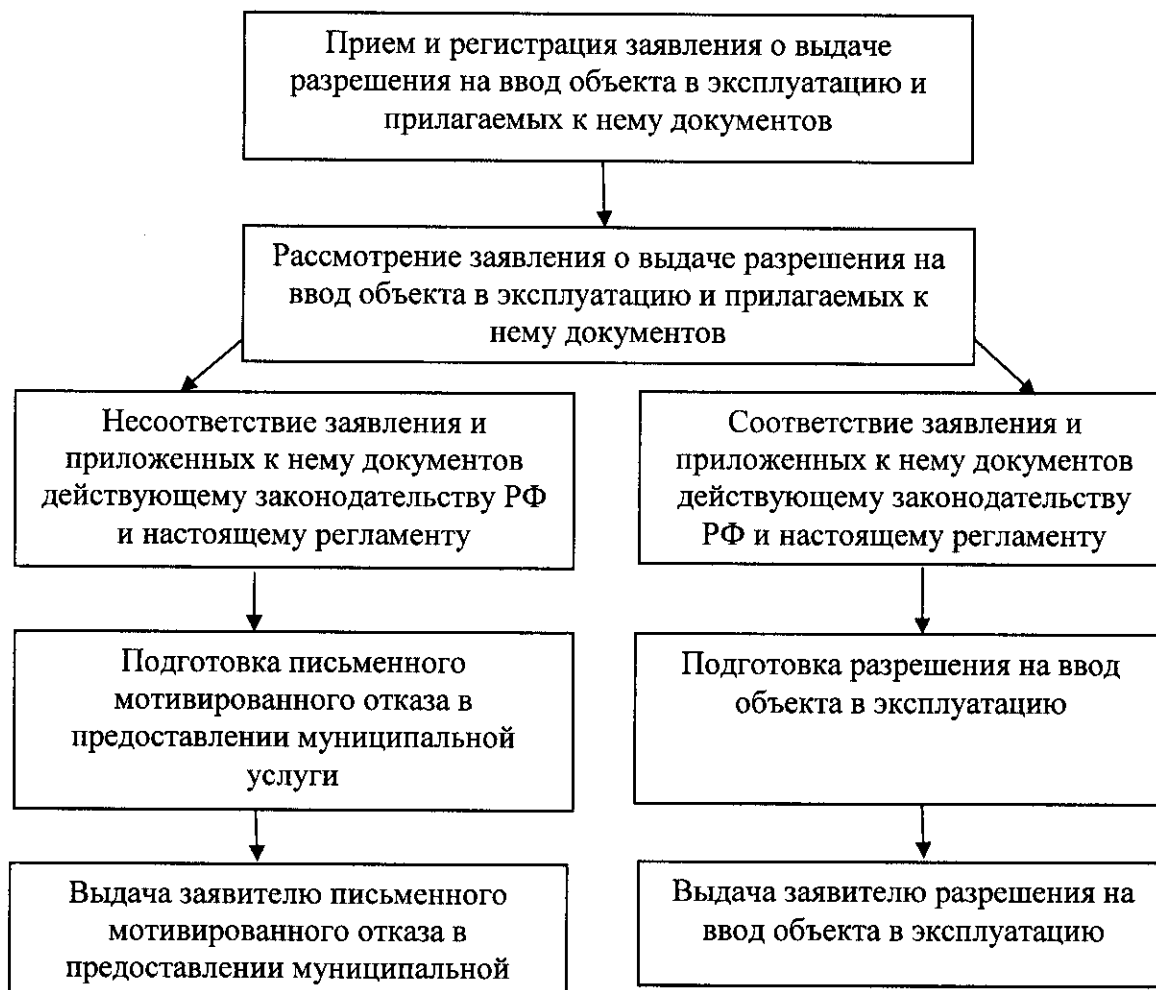 Прием и регистрация заявления о выдаче
разрешения на ввод объекта в эксплуатацию и
прилагаемых к нему документов
Рассмотрение заявления о выдаче разрешения на
ввод объекта в эксплуатацию и прилагаемых к
нему документов
Несоответствие заявления и
приложенных к нему документов
действующему законодательству РФ
и настоящему регламенту
Соответствие заявления и
приложенных к нему документов
действующему законодательству
РФ и настоящему регламенту
Подготовка письменного
мотивированного отказа в
предоставлении муниципальной
услуги
Подготовка разрешения на ввод
объекта в эксплуатацию
Выдача заявителю письменного
мотивированного отказа в
предоставлении муниципальной
Выдача заявителю разрешения на
ввод объекта в эксплуатацию